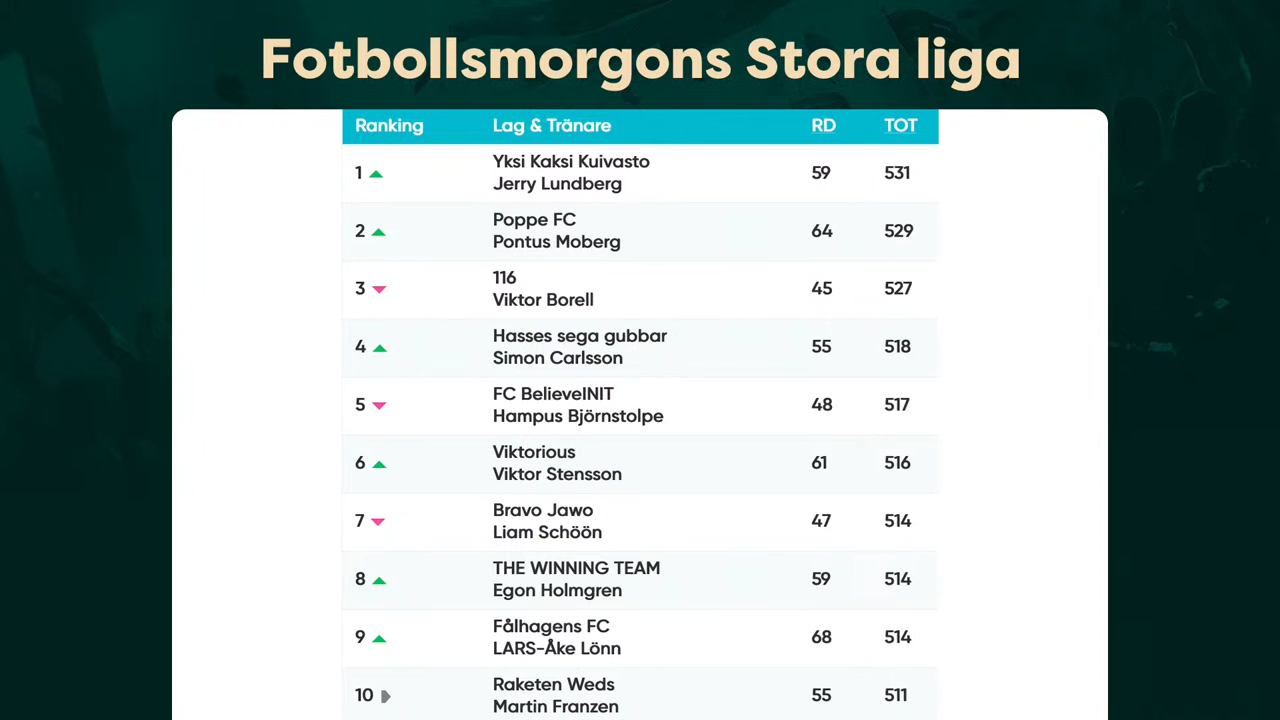 Fotbollsmorgons Stora liga
Ranking Lag & Tränare RD TOT
Yksi Kaksi Kuivasto
1 59 531
Jerry Lundberg
Poppe FC
2 64 529
Pontus Moberg
116
3 45 527
Viktor Borell
Hasses sega gubbar
4 55 518
Simon Carlsson
FC BelieveINIT
5 48 517
Hampus Björnstolpe
Viktorious
6 61 516
Viktor Stensson
Bravo Jawo
7 47 514
Liam Schöön
THE WINNING TEAM
8 59 514
Egon Holmgren
Fålhagens FC
9 68 514
LARS-Åke Lönn
Raketen Weds
10 55 511
Martin Franzen